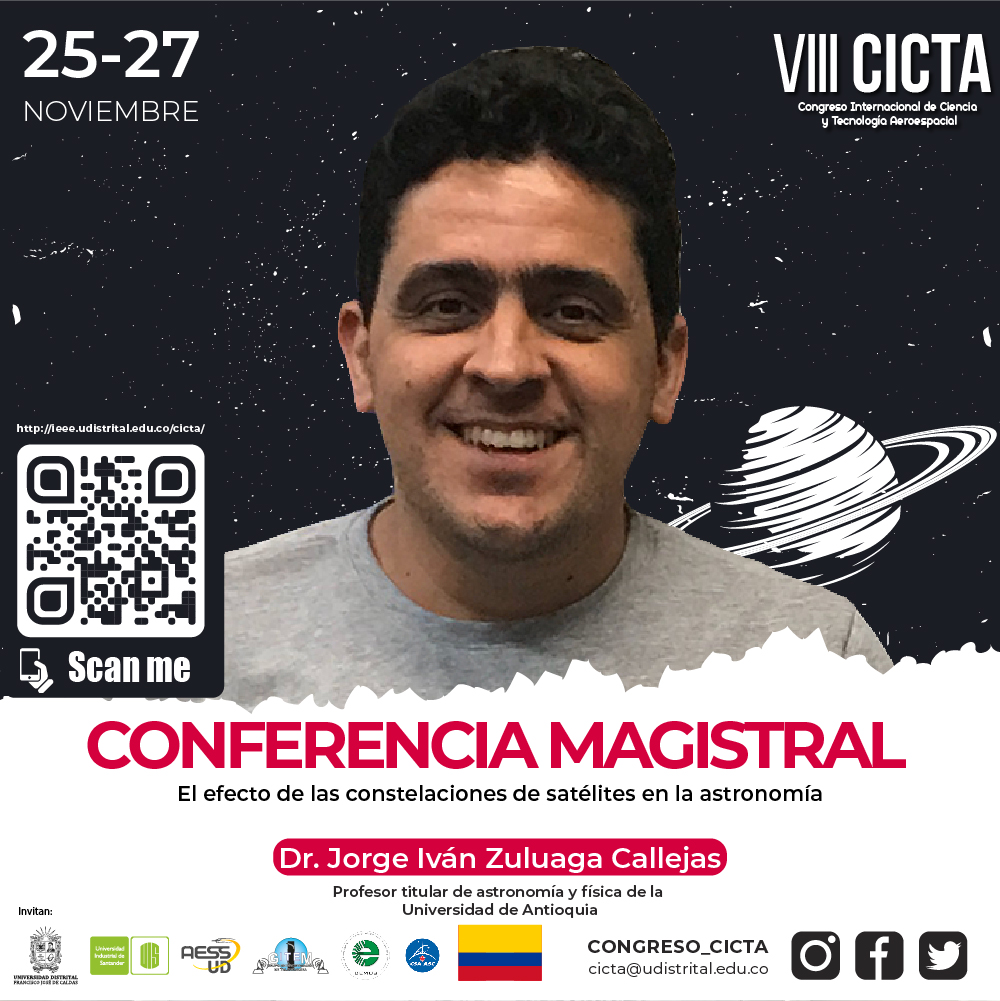 25-27
NOVIEMBRE
VIII CICTA
Congreso Internacional de Ciencia
y Tecnología Aeroespacial
http://ieee.udistrital.edu.co/cicta/
Scan me
CONFERENCIA MAGISTRAL
El efecto de las constelaciones de satélites en la astronomía
Dr. Jorge Iván Zuluaga Callejas
Profesor titular de astronomía y física de la
Universidad de Antioquia
Invitan:
UNIVERSIDAD DISTRITAL
FRANCISCO JOSÉ DE CALDAS
Universidad
Industrial de
Santander
UIS
AESS
UD
CSA ASC
CONGRESO_CICTA
cicta@udistrital.edu.co